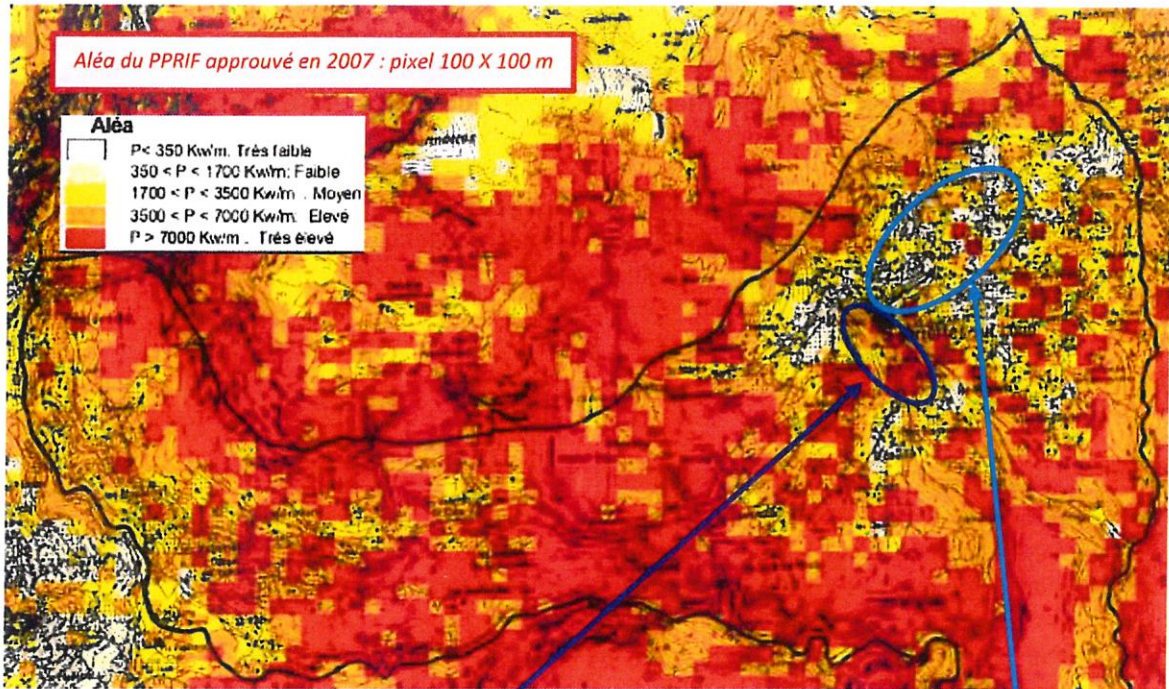 Aléa du PPRIF approuvé en 2007 : pixel 100 X 100 m
Aléa
P< 350 Kw/m. Très faible
350 < P < 1700 Kw/m: Faible
1700 < P < 3500 Kw/m . Moyen
3500 < P < 7000 Kw/m: Elevé
P > 7000 Kw/m . Très élevé